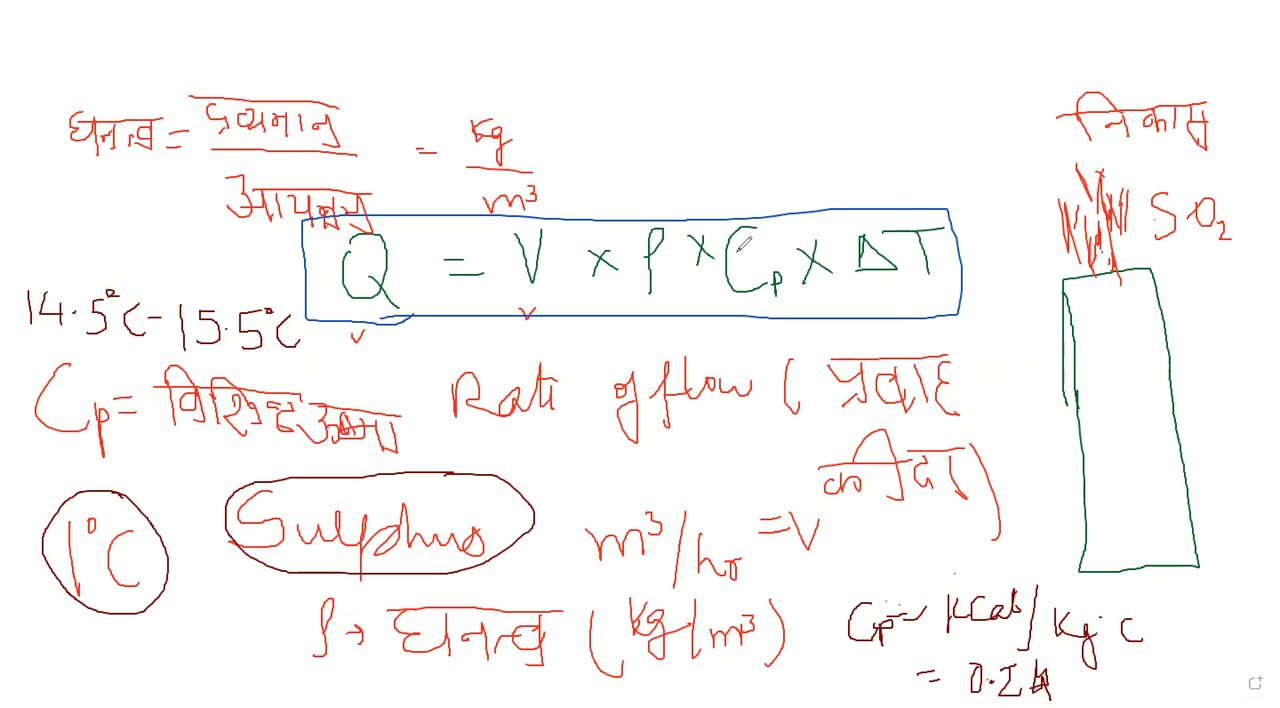 घनत्व = द्रव्यमान / आयतन = kg / m³
निकास
SO₂
Q = V × ρ × Cp × ΔT
14.5°C - 15.5°C
Cp = विशिष्ट उष्मा
Rate of flow ( प्रवाह
की दर )
1°C
Sulphur
m³/hr = V
ρ → घनत्व (kg/m³)
Cp = kCal/kg.c
= 0.24